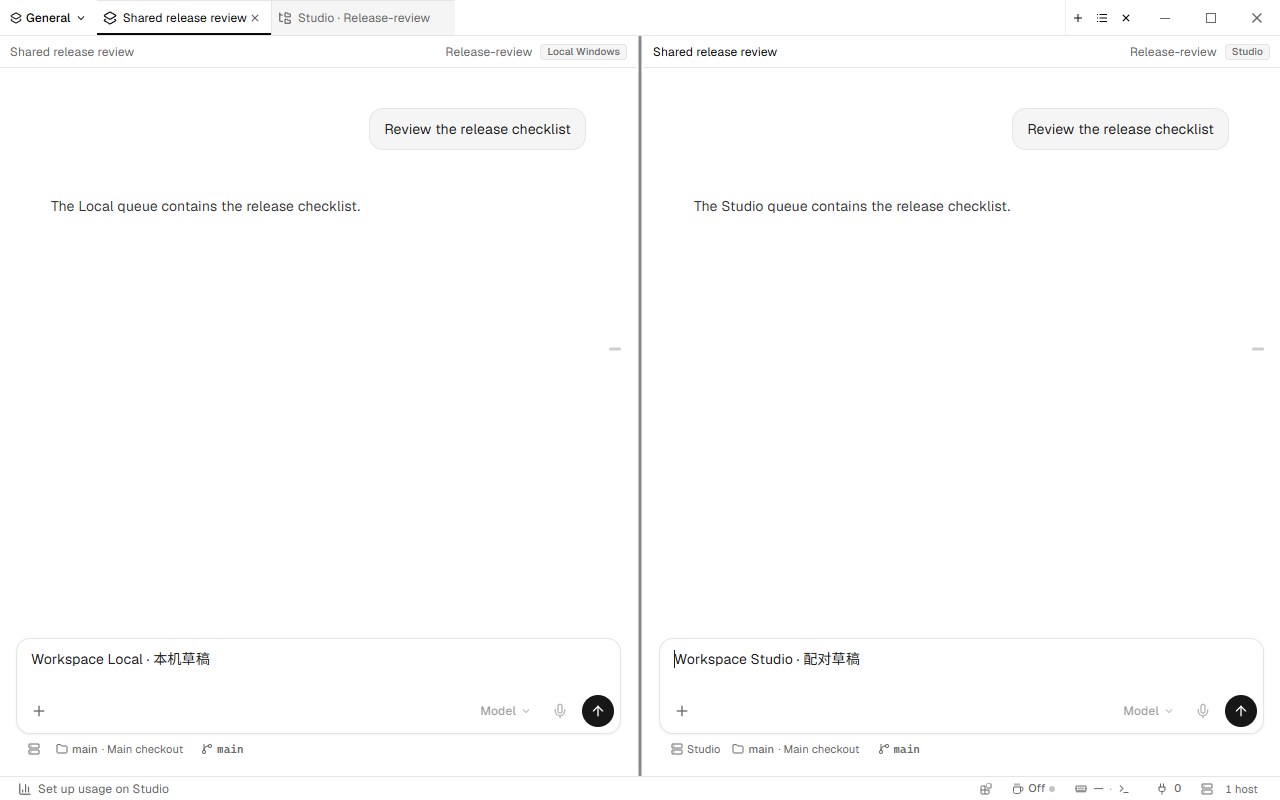 General
Shared release review
Studio · Release-review
Shared release review
Release-review
Local Windows
Review the release checklist
The Local queue contains the release checklist.
Workspace Local · 本机草稿
Model
main · Main checkout
main
Shared release review
Release-review
Studio
Review the release checklist
The Studio queue contains the release checklist.
Workspace Studio · 配对草稿
Model
Studio
main · Main checkout
main
Set up usage on Studio
Off
— ·
0
1 host